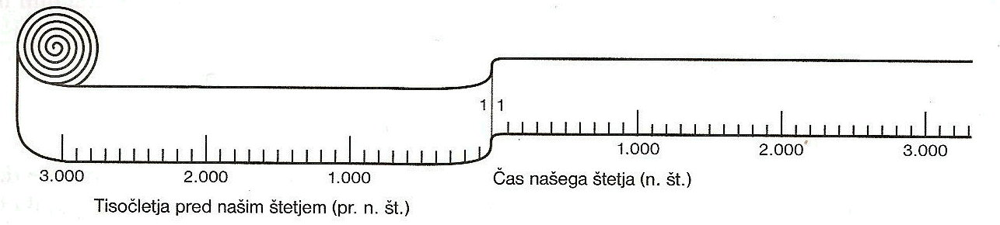 1 1
1.000 2.000 3.000
3.000 2.000 1.000
Čas našega štetja (n. št.)
Tisočletja pred našim štetjem (pr. n. št.)